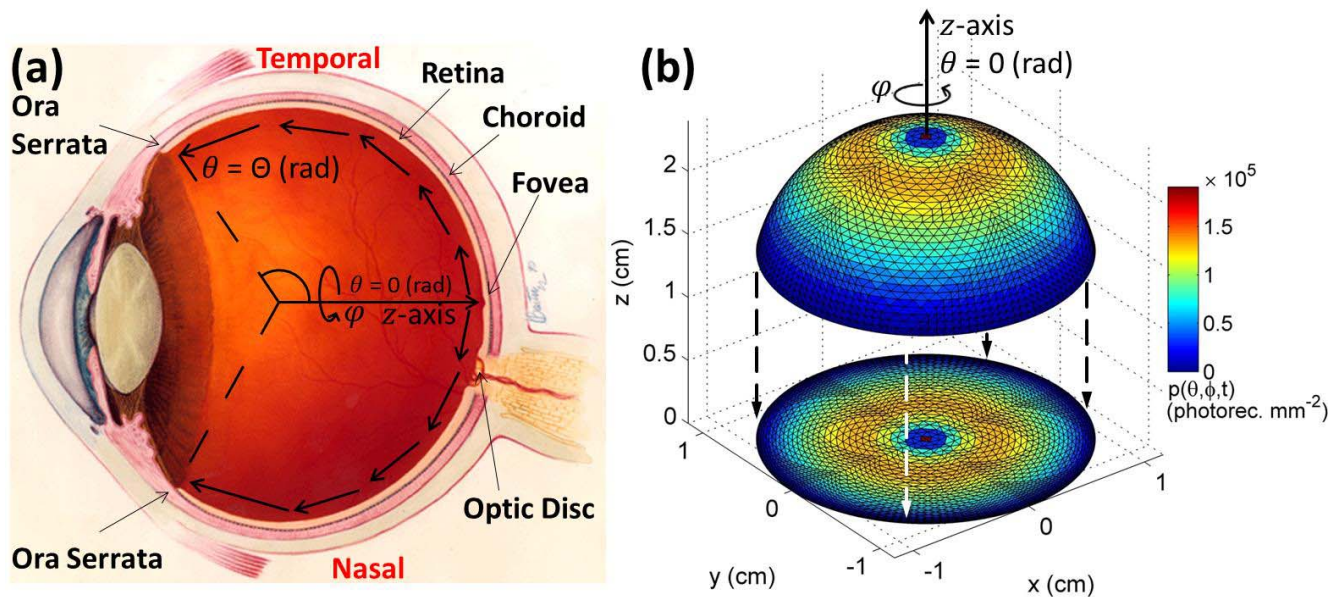 (a)
Temporal
Retina
Choroid
Fovea
Ora
Serrata
θ = Θ (rad)
θ = 0 (rad)
φ z-axis
Optic Disc
Ora Serrata
Nasal
(b)
z-axis
θ = 0 (rad)
φ
z (cm)
2
1.5
1
0.5
0
1
0
-1
y (cm)
-1
0
1
x (cm)
× 10⁵
1.5
1
0.5
0
p(θ,ϕ,t)
(photorec. mm⁻²)